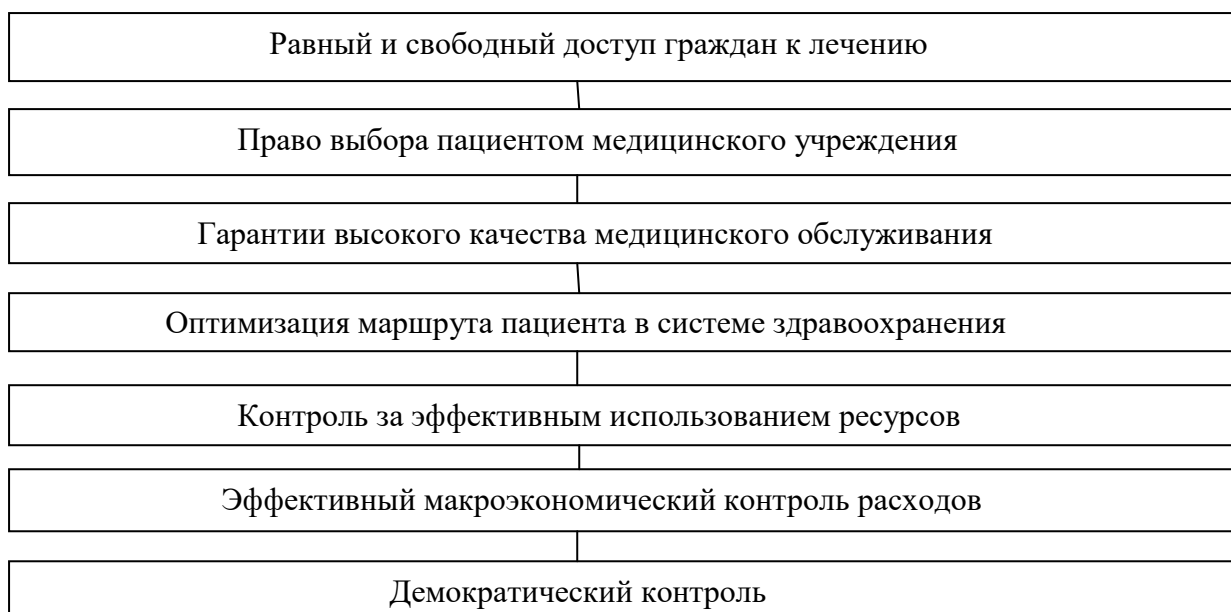 Равный и свободный доступ граждан к лечению
Право выбора пациентом медицинского учреждения
Гарантии высокого качества медицинского обслуживания
Оптимизация маршрута пациента в системе здравоохранения
Контроль за эффективным использованием ресурсов
Эффективный макроэкономический контроль расходов
Демократический контроль